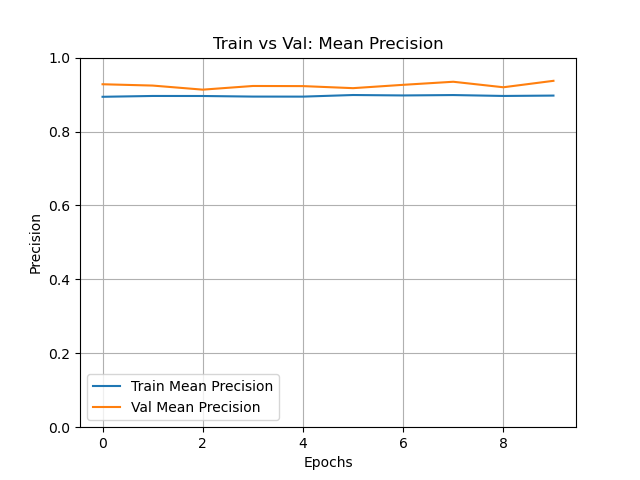 Train vs Val: Mean Precision
1.0
0.8
0.6
0.4
0.2
0.0
Precision
Train Mean Precision
Val Mean Precision
0 2 4 6 8
Epochs